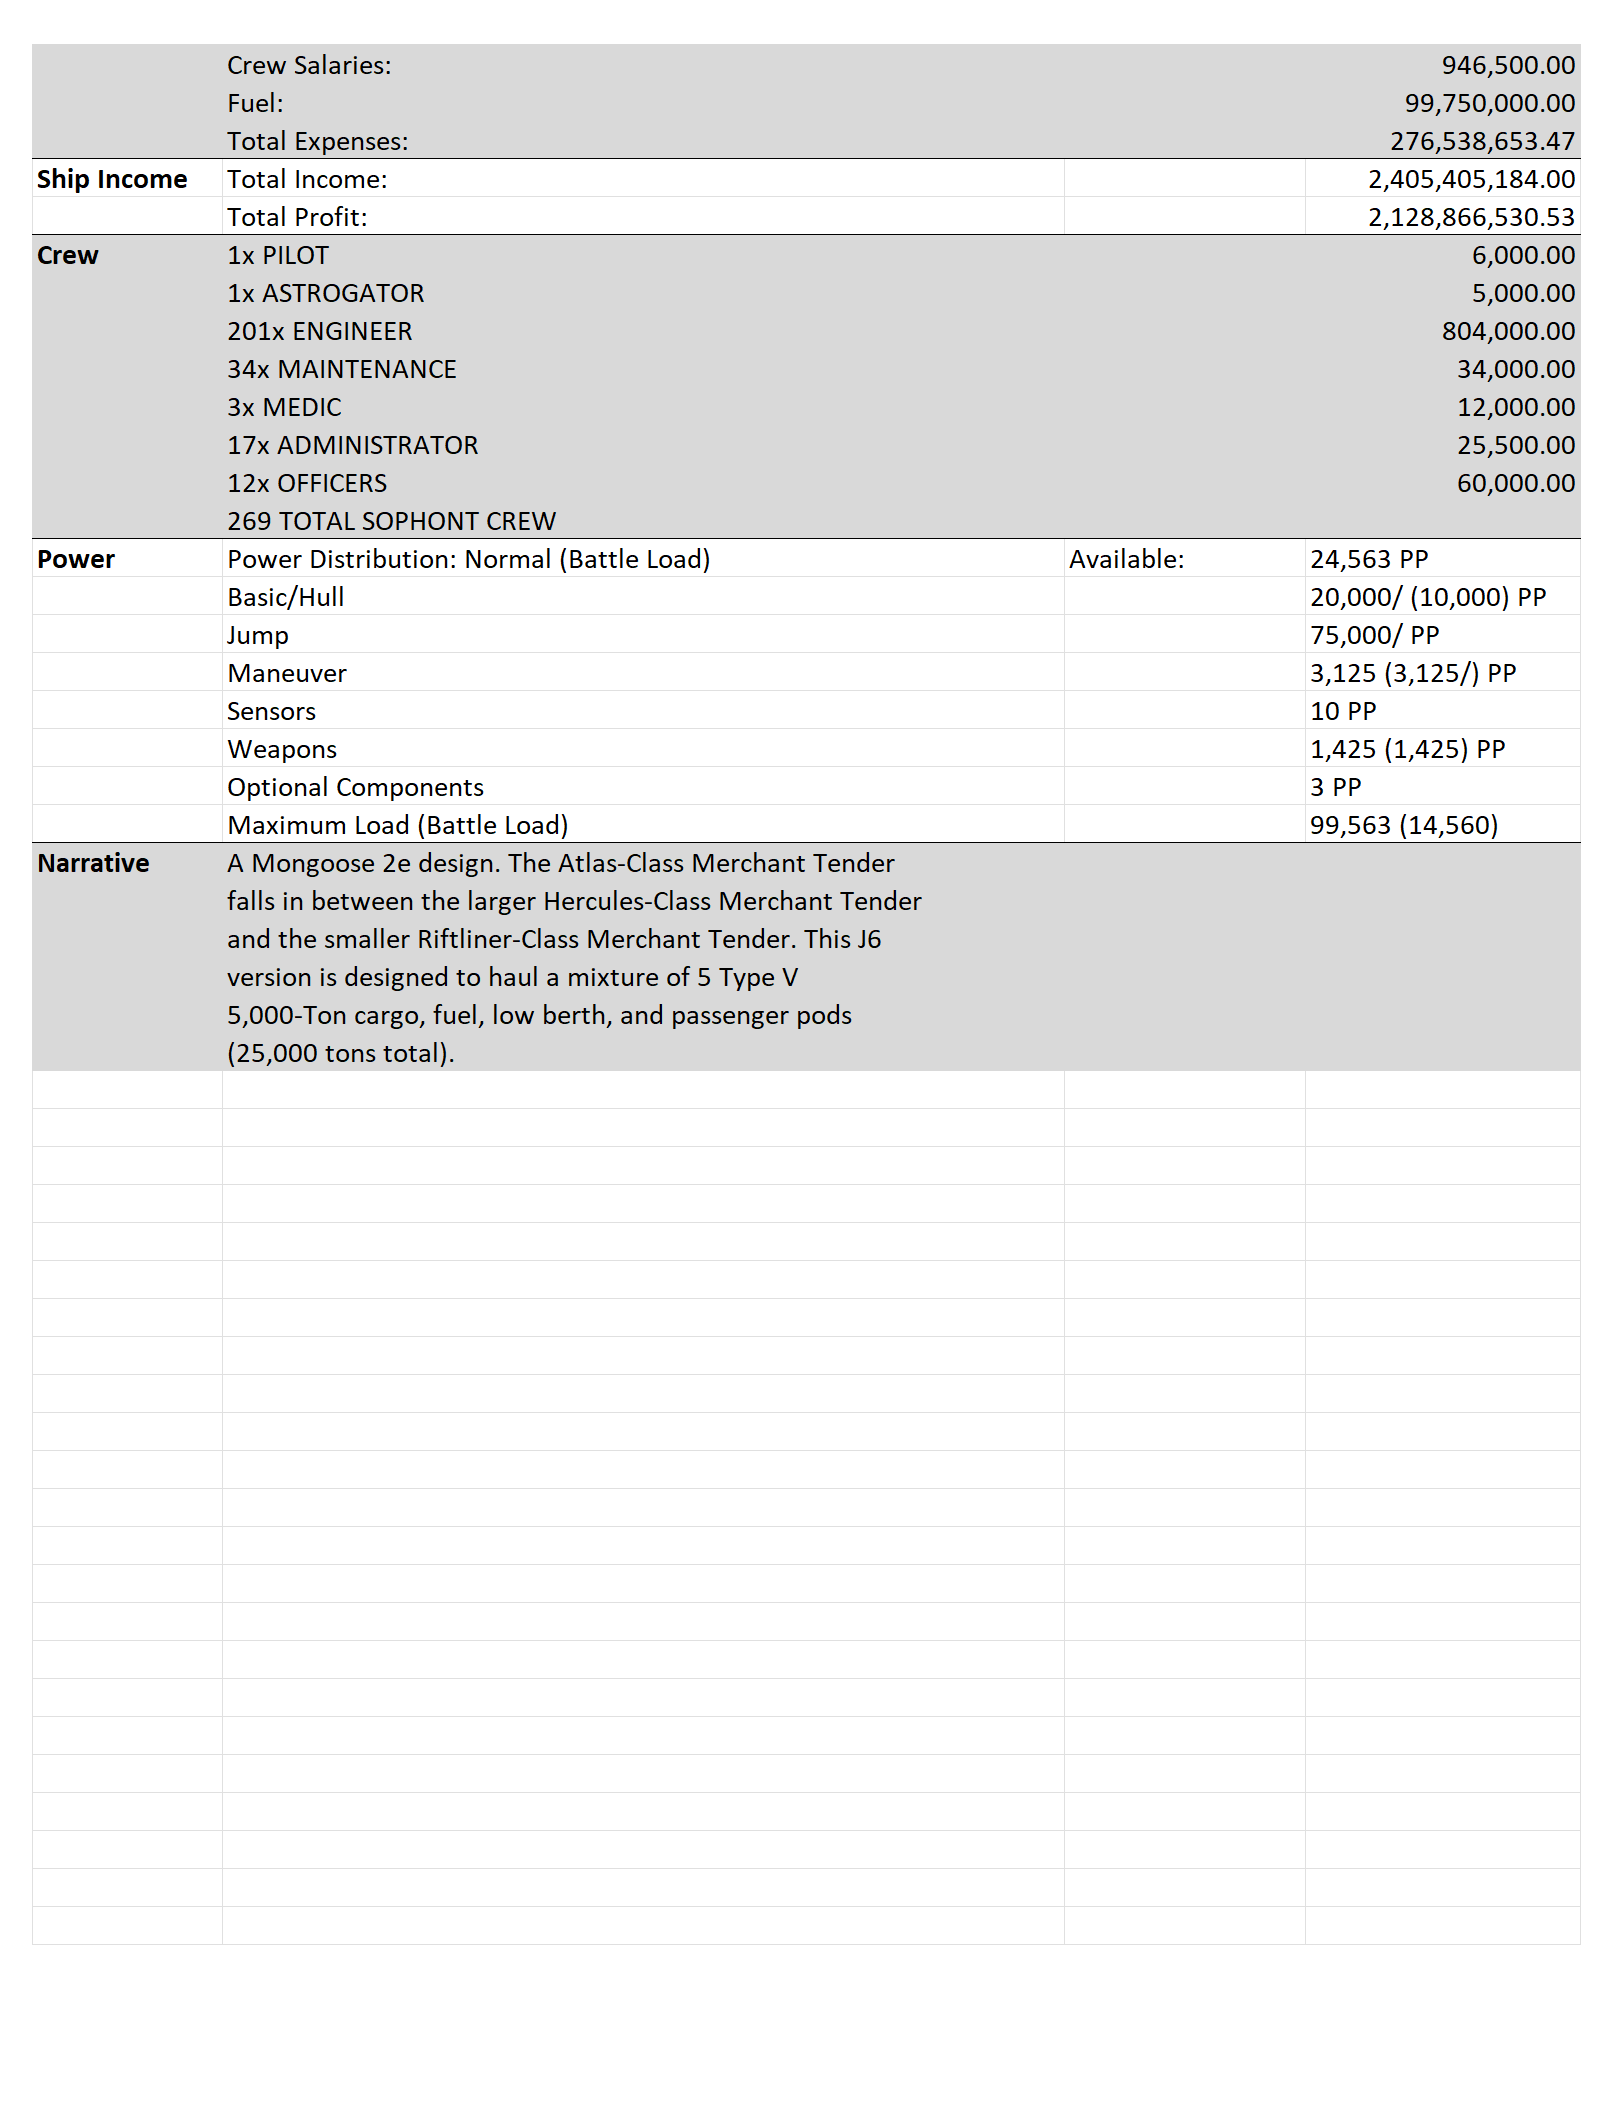 Crew Salaries: 946,500.00
Fuel: 99,750,000.00
Total Expenses: 276,538,653.47
Ship Income Total Income: 2,405,405,184.00
Total Profit: 2,128,866,530.53
Crew 1x PILOT 6,000.00
1x ASTROGATOR 5,000.00
201x ENGINEER 804,000.00
34x MAINTENANCE 34,000.00
3x MEDIC 12,000.00
17x ADMINISTRATOR 25,500.00
12x OFFICERS 60,000.00
269 TOTAL SOPHONT CREW
Power Power Distribution: Normal (Battle Load) Available: 24,563 PP
Basic/Hull 20,000/ (10,000) PP
Jump 75,000/ PP
Maneuver 3,125 (3,125/) PP
Sensors 10 PP
Weapons 1,425 (1,425) PP
Optional Components 3 PP
Maximum Load (Battle Load) 99,563 (14,560)
Narrative A Mongoose 2e design. The Atlas-Class Merchant Tender
falls in between the larger Hercules-Class Merchant Tender
and the smaller Riftliner-Class Merchant Tender. This J6
version is designed to haul a mixture of 5 Type V
5,000-Ton cargo, fuel, low berth, and passenger pods
(25,000 tons total).